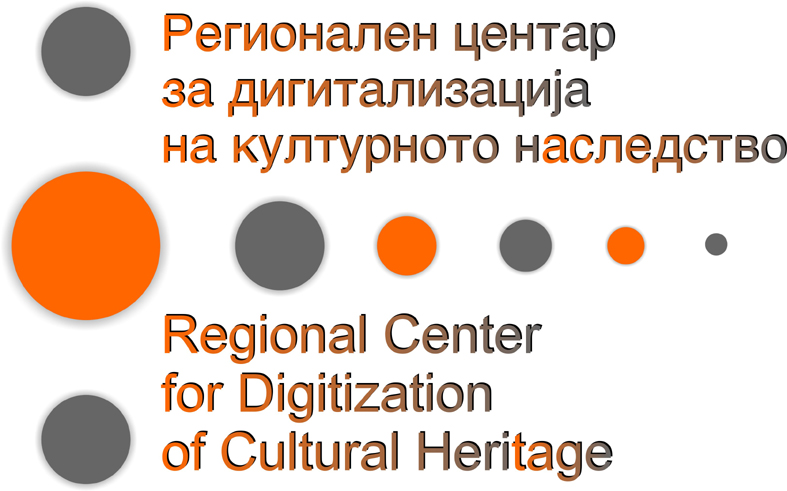 Регионален центар
за дигитализација
на културното наследство
Regional Center
for Digitization
of Cultural Heritage